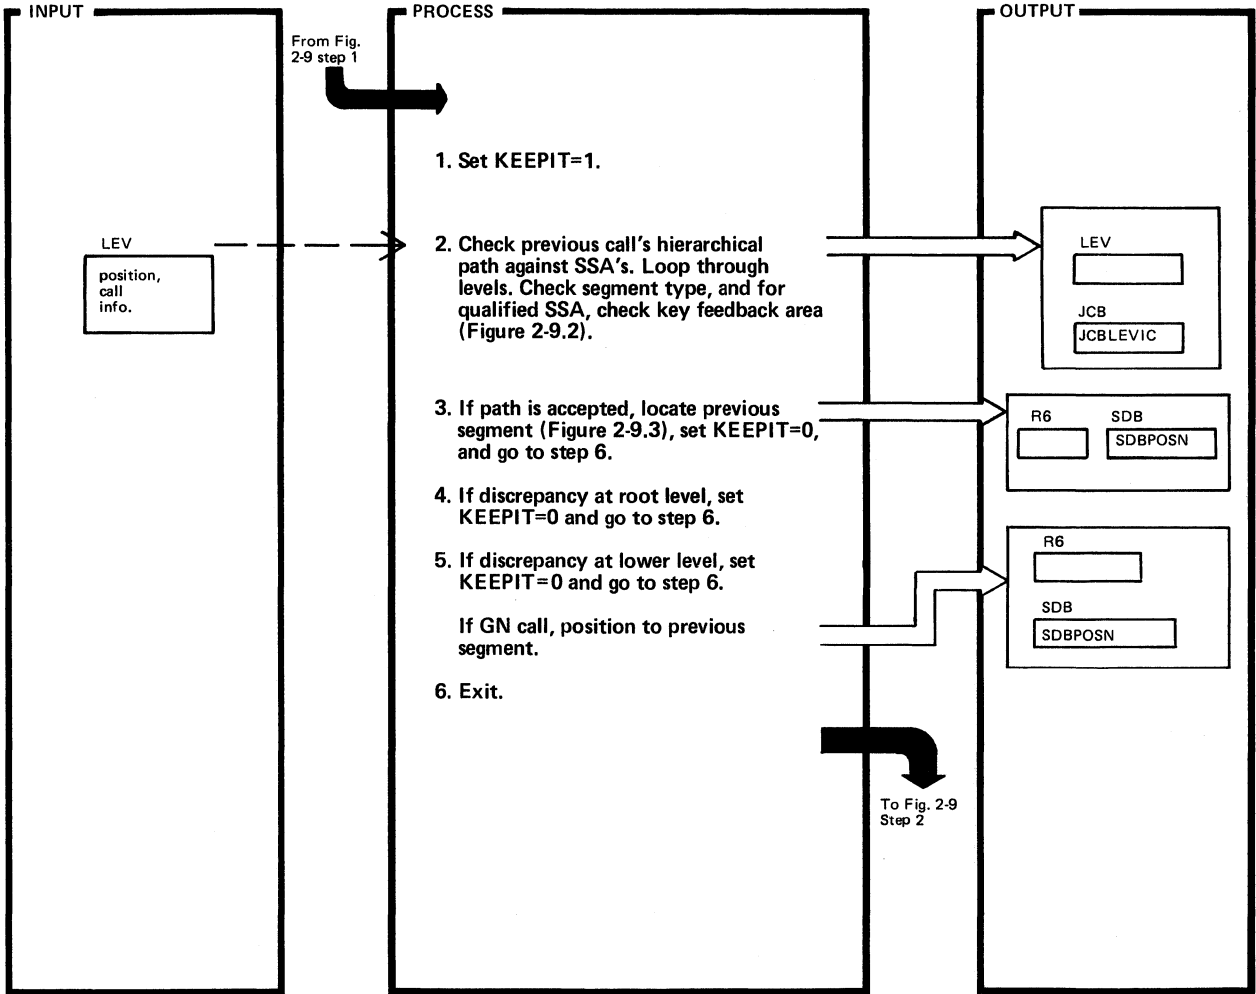 INPUT
PROCESS
OUTPUT
From Fig.
2-9 step 1
1. Set KEEPIT=1.
LEV
position,
call
info.
2. Check previous call's hierarchical
path against SSA's. Loop through
levels. Check segment type, and for
qualified SSA, check key feedback area
(Figure 2-9.2).
LEV
JCB
JCBLEVIC
3. If path is accepted, locate previous
segment (Figure 2-9.3), set KEEPIT=0,
and go to step 6.
R6
SDB
SDBPOSN
4. If discrepancy at root level, set
KEEPIT=0 and go to step 6.
5. If discrepancy at lower level, set
KEEPIT=0 and go to step 6.
If GN call, position to previous
segment.
R6
SDB
SDBPOSN
6. Exit.
To Fig. 2-9
Step 2